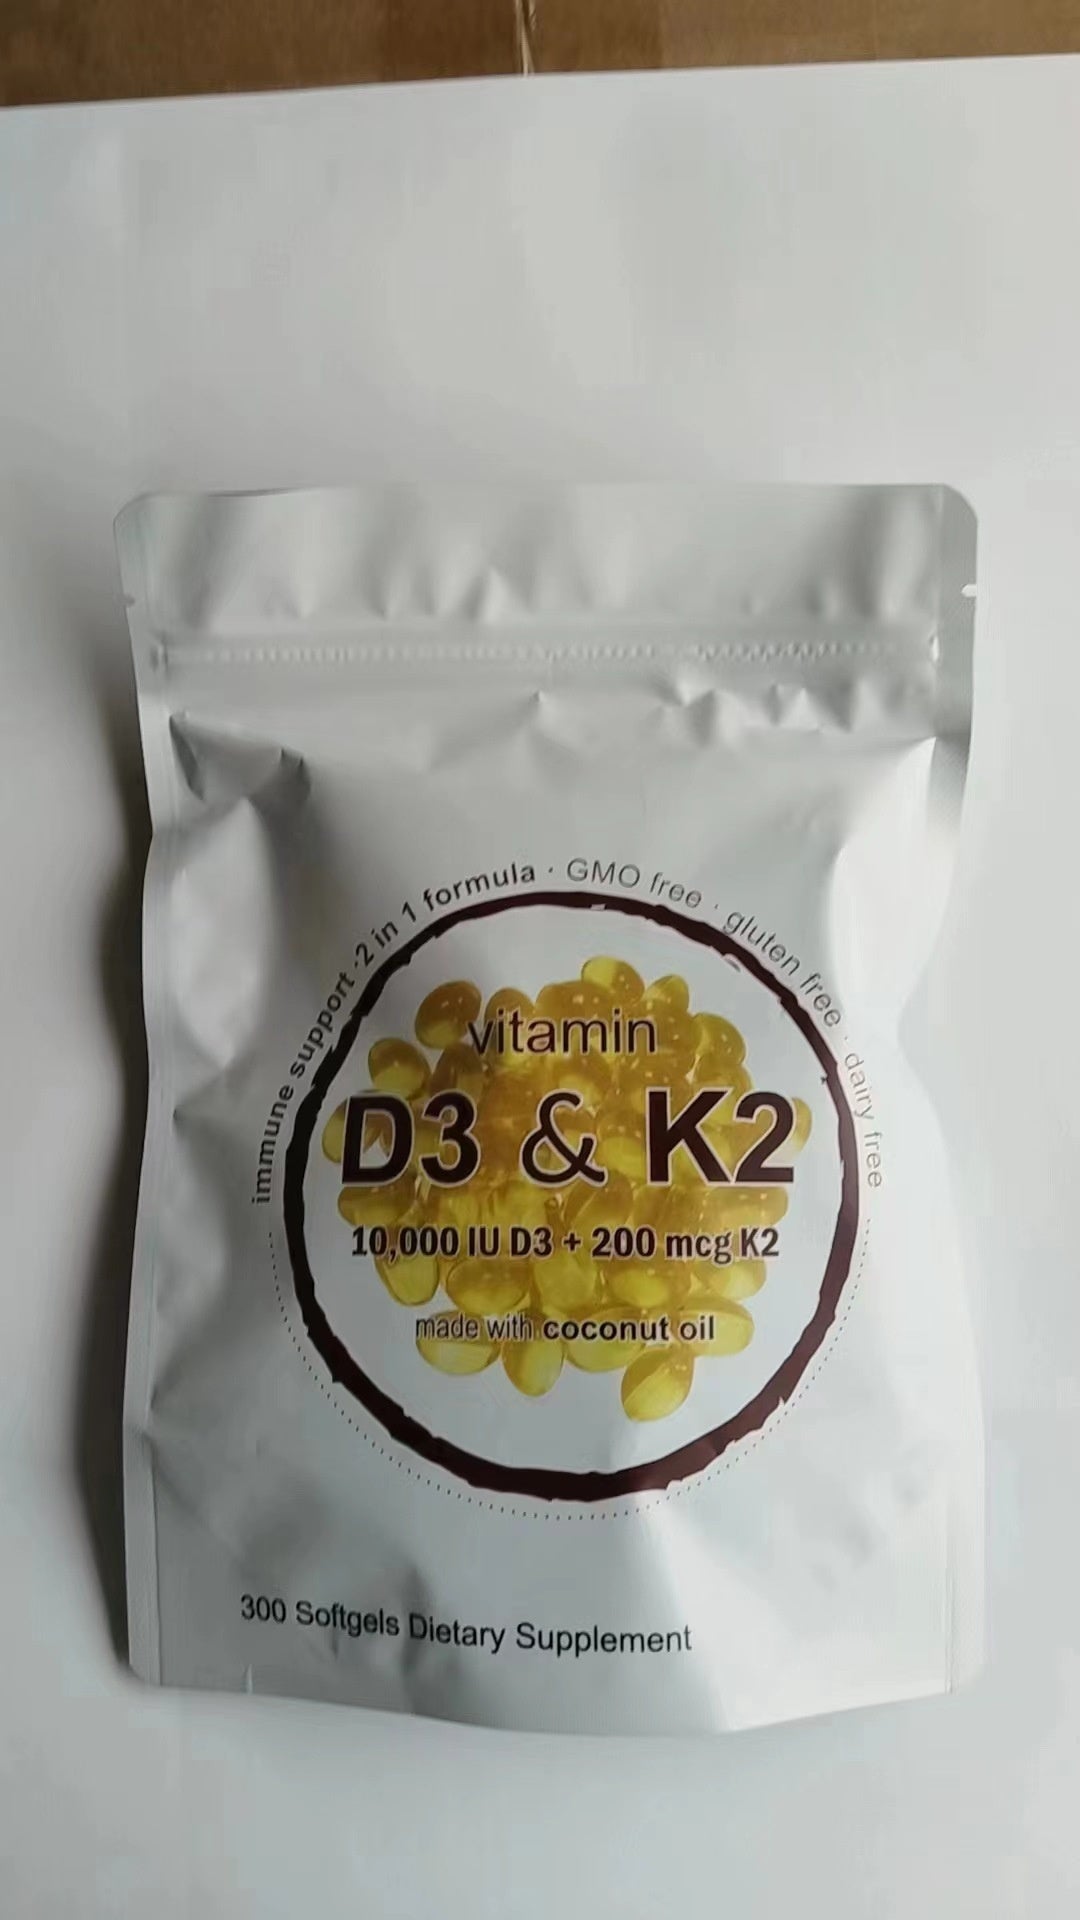 immune support · 2 in 1 formula · GMO free · gluten free · dairy free
vitamin
D3 & K2
10,000 IU D3 + 200 mcg K2
made with coconut oil
300 Softgels Dietary Supplement